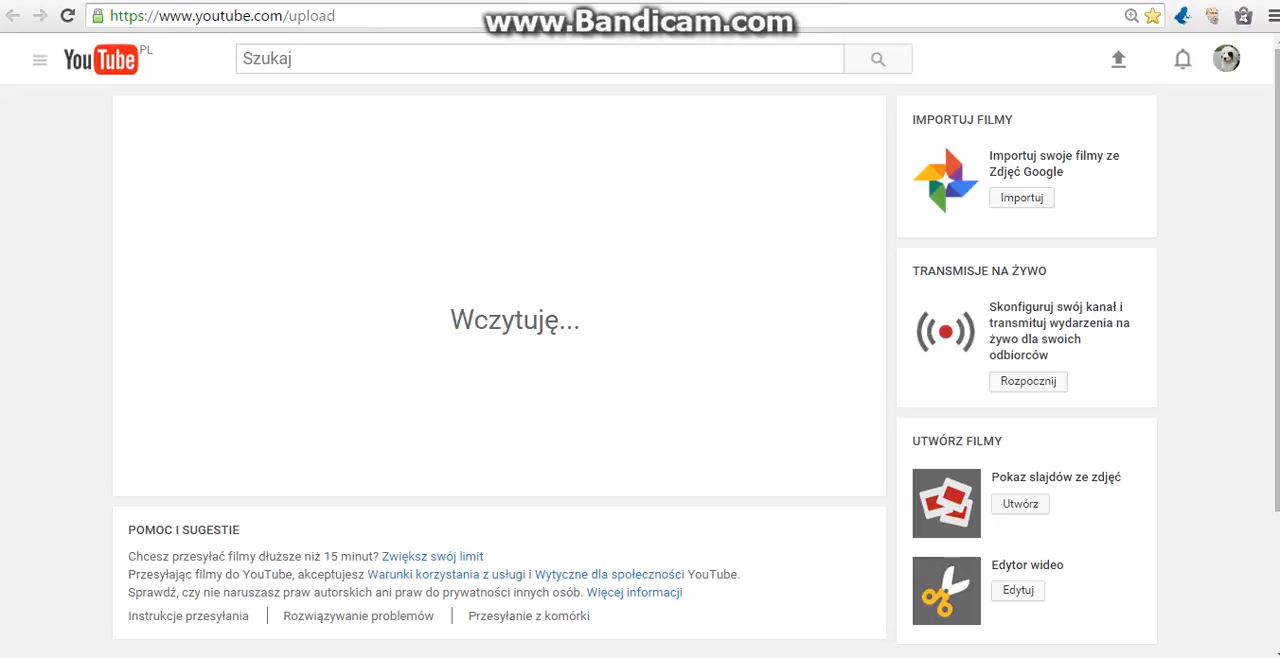 https://www.youtube.com/upload
www.Bandicam.com
YouTube PL
Szukaj
Wczytuję...
IMPORTUJ FILMY
Importuj swoje filmy ze
Zdjęć Google
Importuj
TRANSMISJE NA ŻYWO
Skonfiguruj swój kanał i
transmituj wydarzenia na
żywo dla swoich
odbiorców
Rozpocznij
UTWÓRZ FILMY
Pokaz slajdów ze zdjęć
Utwórz
Edytor wideo
Edytuj
POMOC I SUGESTIE
Chcesz przesyłać filmy dłuższe niż 15 minut? Zwiększ swój limit
Przesyłając filmy do YouTube, akceptujesz Warunki korzystania z usługi i Wytyczne dla społeczności YouTube.
Sprawdź, czy nie naruszasz praw autorskich ani praw do prywatności innych osób. Więcej informacji
Instrukcje przesyłania | Rozwiązywanie problemów | Przesyłanie z komórki